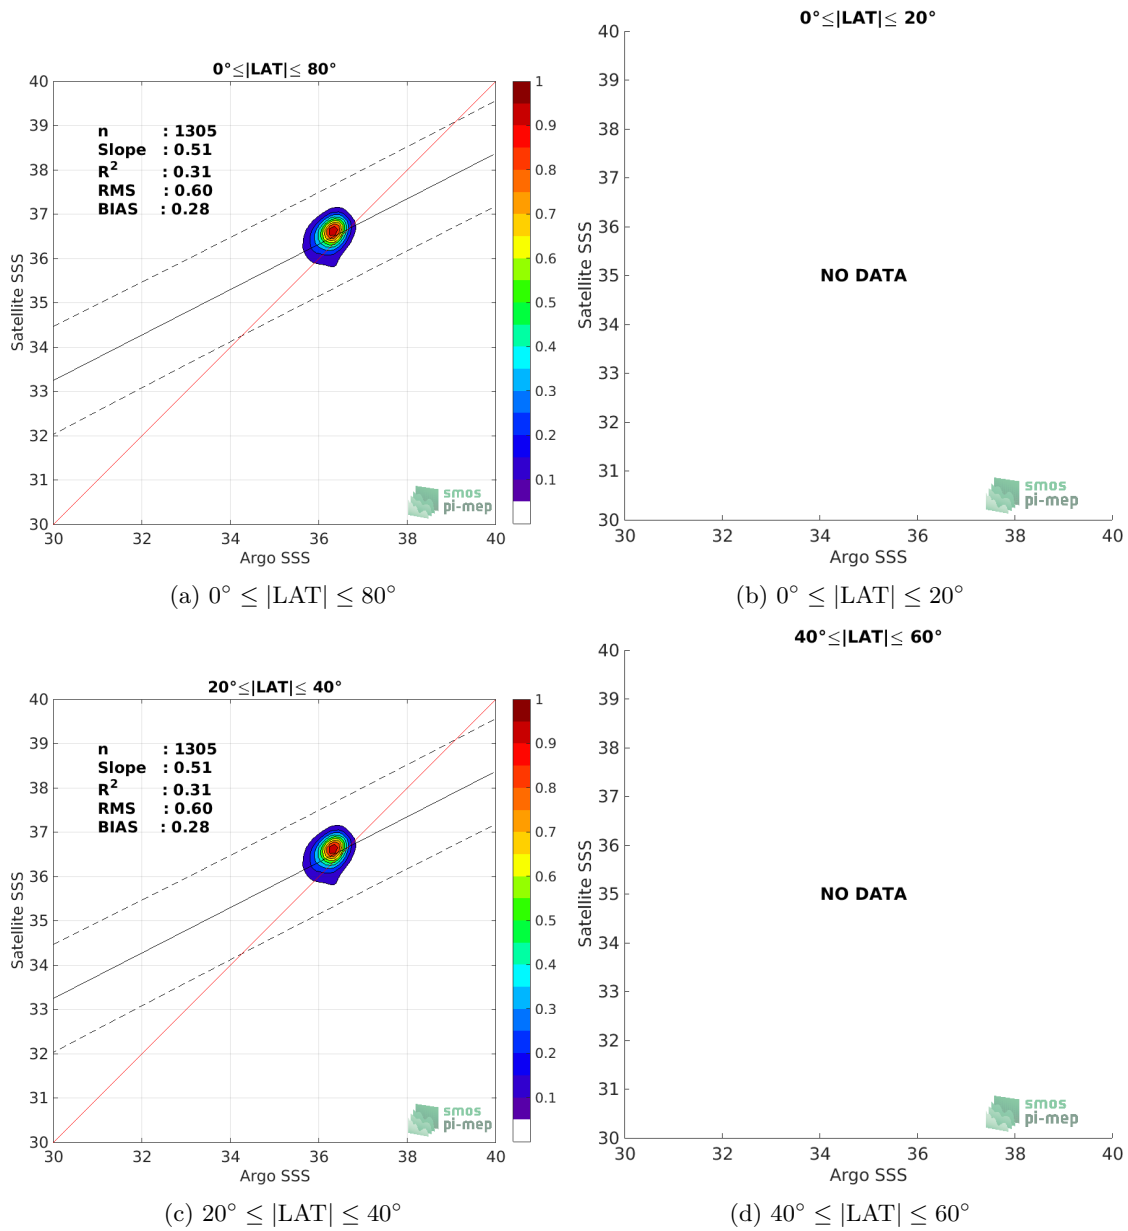 0°≤|LAT|≤ 80°
40
39
38
37
36
35
34
33
32
31
30
Satellite SSS
n : 1305
Slope : 0.51
R² : 0.31
RMS : 0.60
BIAS : 0.28
smos
pi-mep
30 32 34 36 38 40
Argo SSS
1
0.9
0.8
0.7
0.6
0.5
0.4
0.3
0.2
0.1
(a) 0° ≤ |LAT| ≤ 80°
0°≤|LAT|≤ 20°
40
39
38
37
36
35
34
33
32
31
30
Satellite SSS
NO DATA
smos
pi-mep
30 32 34 36 38 40
Argo SSS
(b) 0° ≤ |LAT| ≤ 20°
20°≤|LAT|≤ 40°
40
39
38
37
36
35
34
33
32
31
30
Satellite SSS
n : 1305
Slope : 0.51
R² : 0.31
RMS : 0.60
BIAS : 0.28
smos
pi-mep
30 32 34 36 38 40
Argo SSS
1
0.9
0.8
0.7
0.6
0.5
0.4
0.3
0.2
0.1
(c) 20° ≤ |LAT| ≤ 40°
40°≤|LAT|≤ 60°
40
39
38
37
36
35
34
33
32
31
30
Satellite SSS
NO DATA
smos
pi-mep
30 32 34 36 38 40
Argo SSS
(d) 40° ≤ |LAT| ≤ 60°